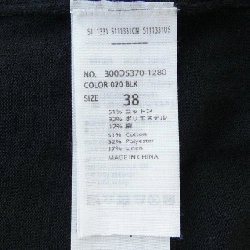 NO. 300DS370-1280
COLOR 020 BLK
SIZE 38
51% コットン
32% ポリエステル
17% 麻
51% Cotton
32% Polyester
17% Linen
MADE IN CHINA